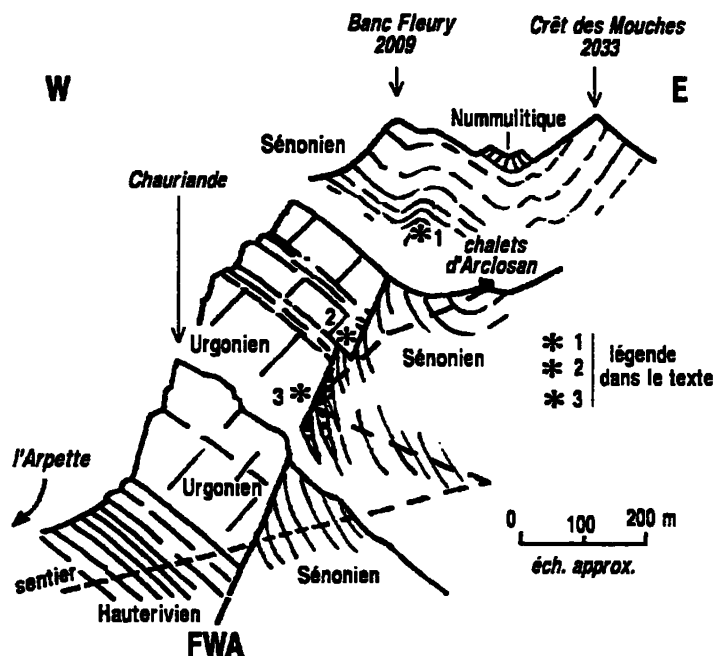 Banc Fleury
2009
Crêt des Mouches
2033
W
E
Nummulitique
Sénonien
Chauriande
1
chalets
d'Arclosan
2
Urgonien
Sénonien
* 1
* 2
* 3
légende
dans le texte
3
l'Arpette
Urgonien
0 100 200 m
éch. approx.
sentier
Sénonien
Hauterivien
FWA